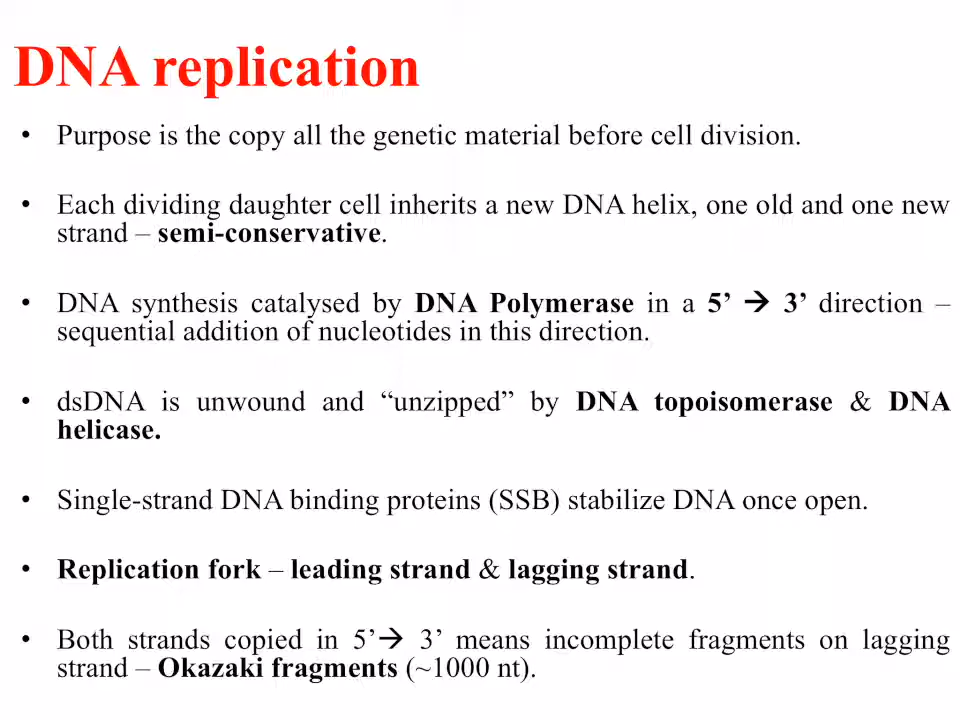 DNA replication
• Purpose is the copy all the genetic material before cell division.
• Each dividing daughter cell inherits a new DNA helix, one old and one new
strand – semi-conservative.
• DNA synthesis catalysed by DNA Polymerase in a 5’ → 3’ direction –
sequential addition of nucleotides in this direction.
• dsDNA is unwound and “unzipped” by DNA topoisomerase & DNA
helicase.
• Single-strand DNA binding proteins (SSB) stabilize DNA once open.
• Replication fork – leading strand & lagging strand.
• Both strands copied in 5’→ 3’ means incomplete fragments on lagging
strand – Okazaki fragments (~1000 nt).